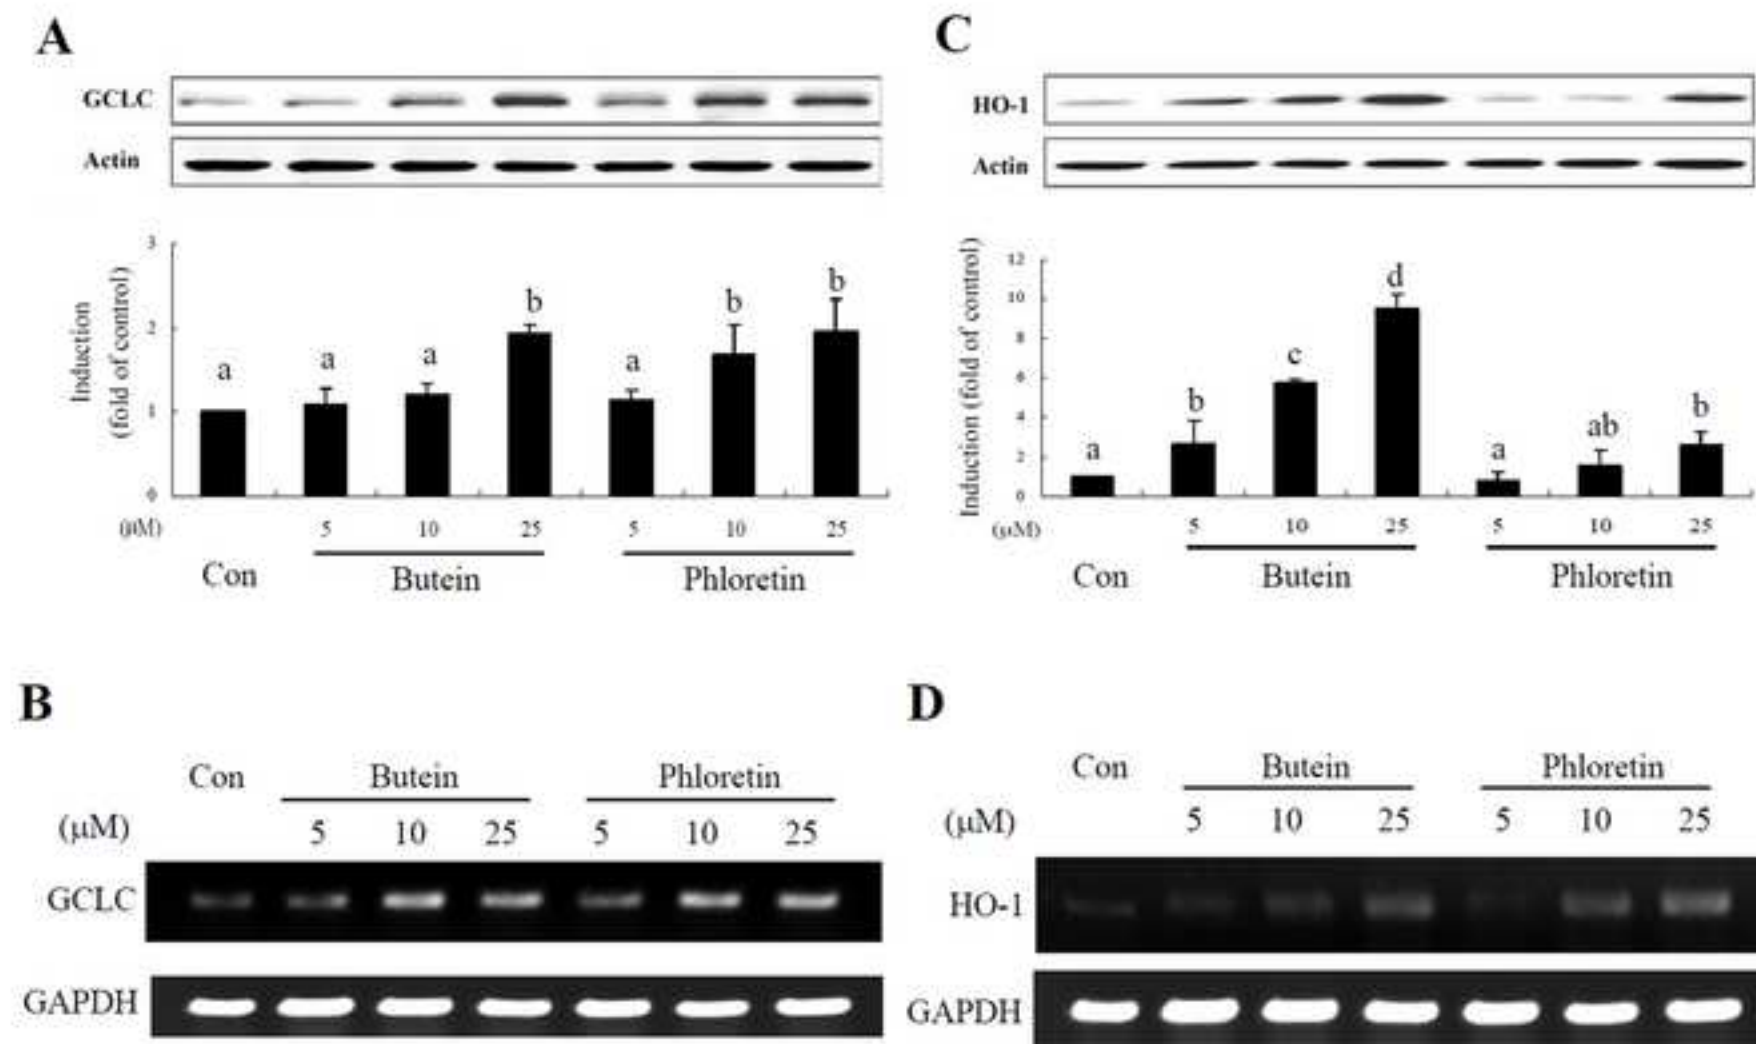 A
GCLC
Actin
Induction
(fold of control)
3
2
1
0
a
a
a
b
a
b
b
(μM)
5
10
25
5
10
25
Con
Butein
Phloretin
C
HO-1
Actin
Induction (fold of control)
12
10
8
6
4
2
0
a
b
c
d
a
ab
b
(μM)
5
10
25
5
10
25
Con
Butein
Phloretin
B
Con
Butein
Phloretin
(μM)
5
10
25
5
10
25
GCLC
GAPDH
D
Con
Butein
Phloretin
(μM)
5
10
25
5
10
25
HO-1
GAPDH